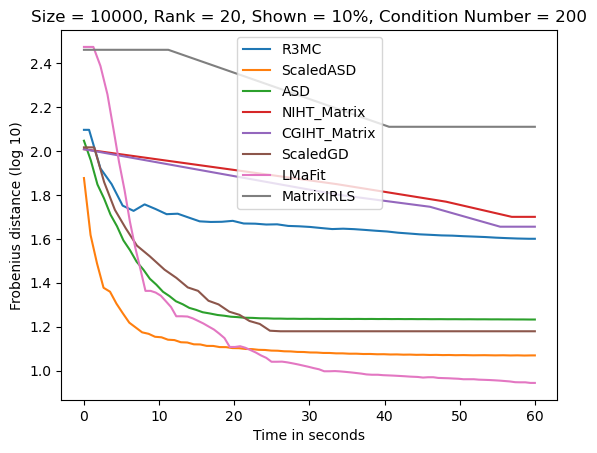 Size = 10000, Rank = 20, Shown = 10%, Condition Number = 200
Frobenius distance (log 10)
2.4
2.2
2.0
1.8
1.6
1.4
1.2
1.0
R3MC
ScaledASD
ASD
NIHT_Matrix
CGIHT_Matrix
ScaledGD
LMaFit
MatrixIRLS
0 10 20 30 40 50 60
Time in seconds